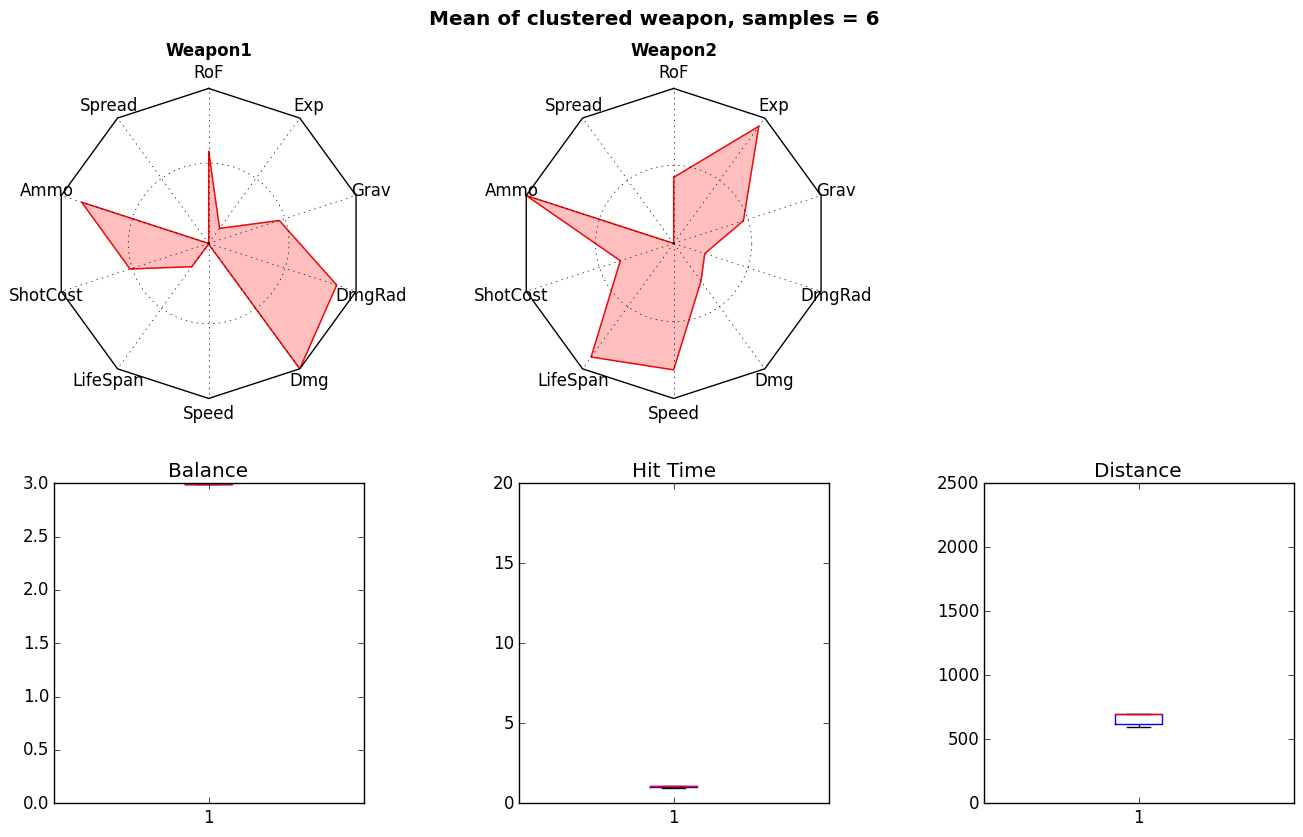 Mean of clustered weapon, samples = 6
Weapon1
RoF
Spread
Exp
Ammo
Grav
ShotCost
DmgRad
LifeSpan
Dmg
Speed
Weapon2
RoF
Spread
Exp
Ammo
Grav
ShotCost
DmgRad
LifeSpan
Dmg
Speed
Balance
3.0
2.5
2.0
1.5
1.0
0.5
0.0
1
Hit Time
20
15
10
5
0
1
Distance
2500
2000
1500
1000
500
0
1